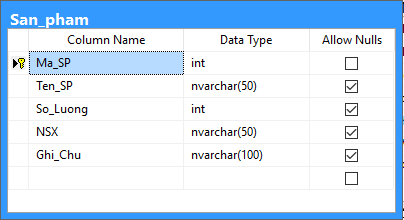 San_pham
Column Name Data Type Allow Nulls
Ma_SP int
Ten_SP nvarchar(50)
So_Luong int
NSX nvarchar(50)
Ghi_Chu nvarchar(100)